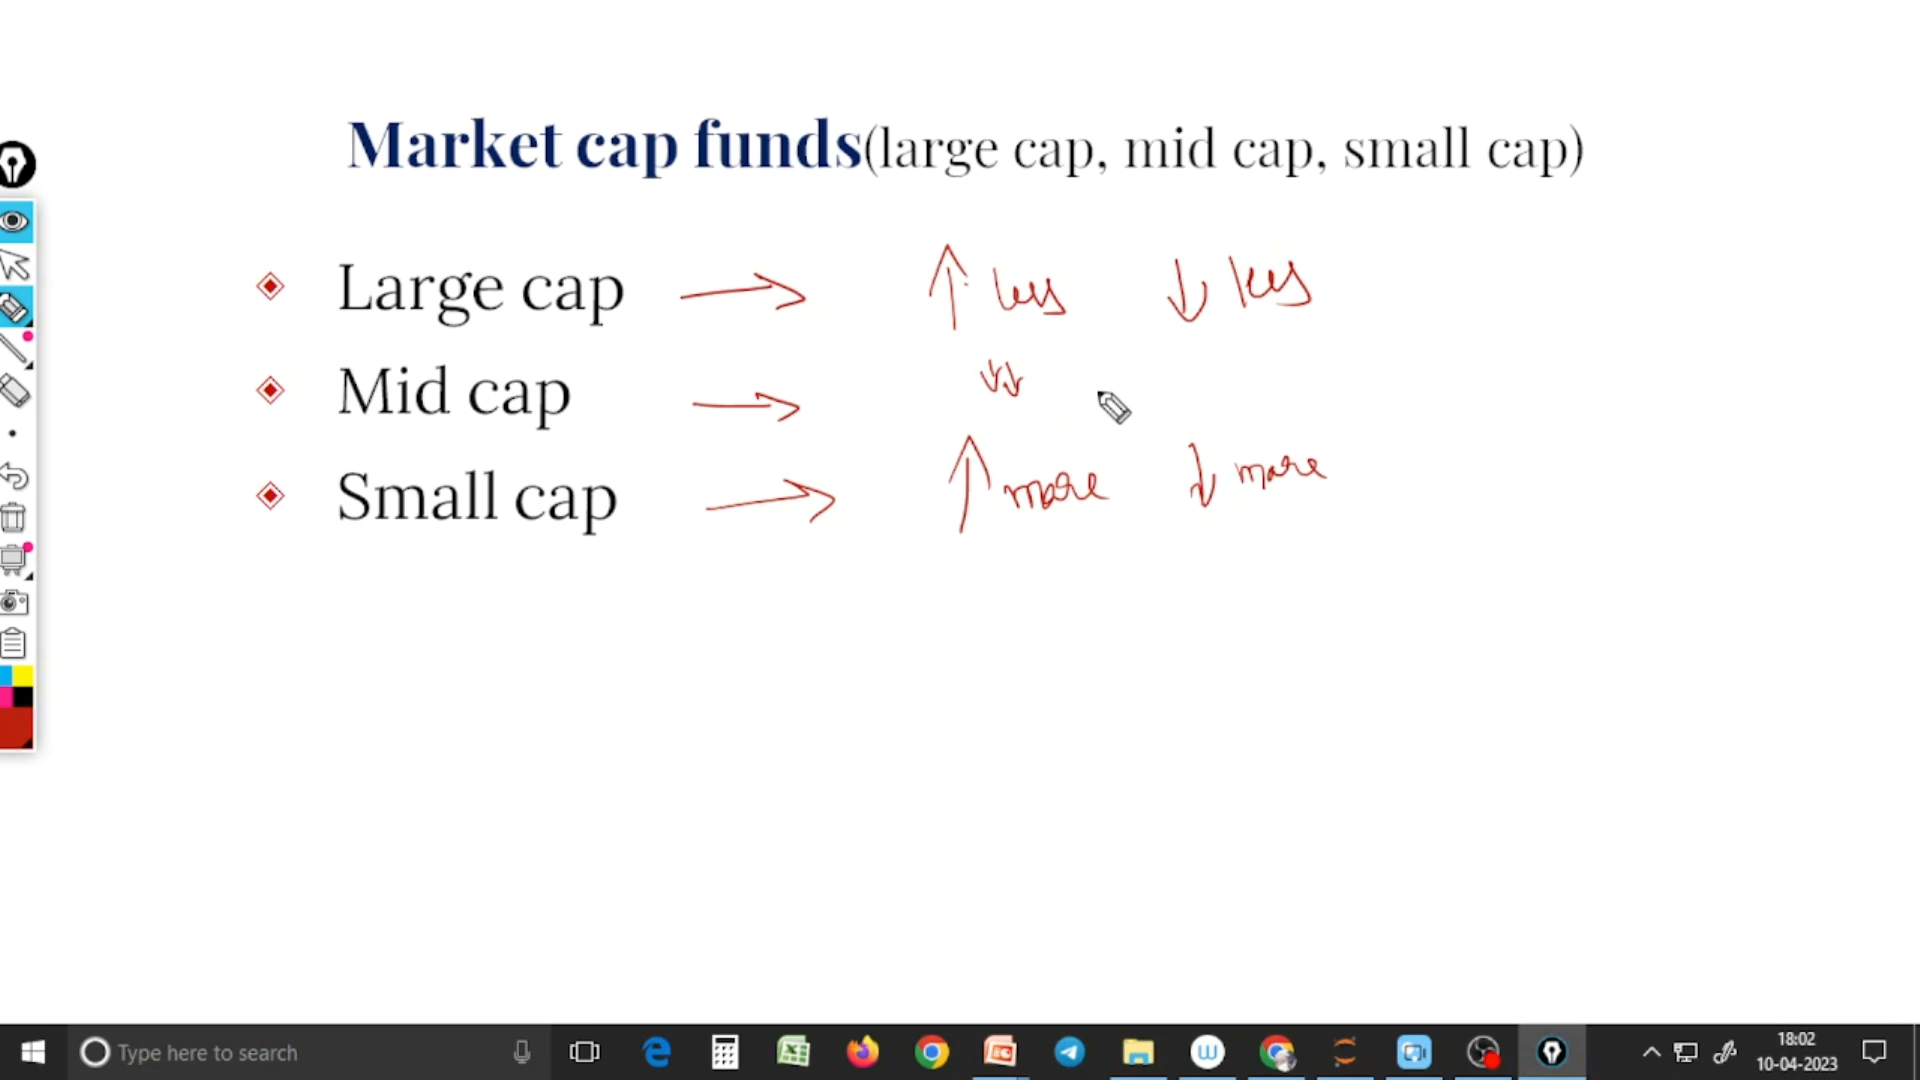 Market cap funds(large cap, mid cap, small cap)
Large cap → ↑ less ↓ less
Mid cap → ↓↓
Small cap → ↑ more ↓ more
Type here to search
18:02
10-04-2023